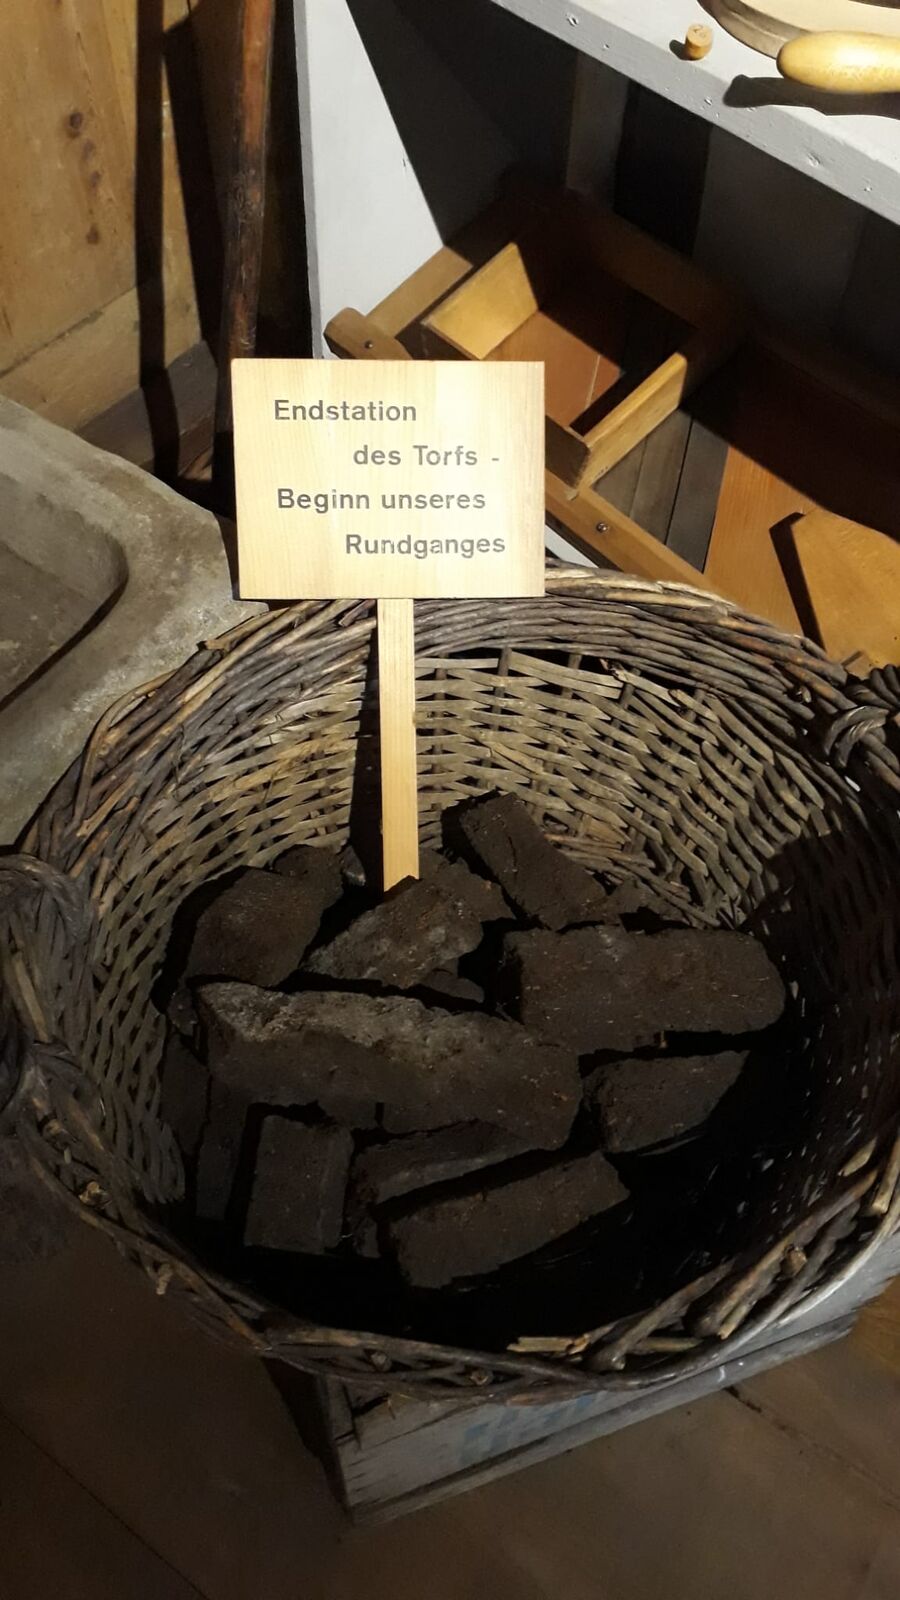 Endstation
des Torfs -
Beginn unseres
Rundganges